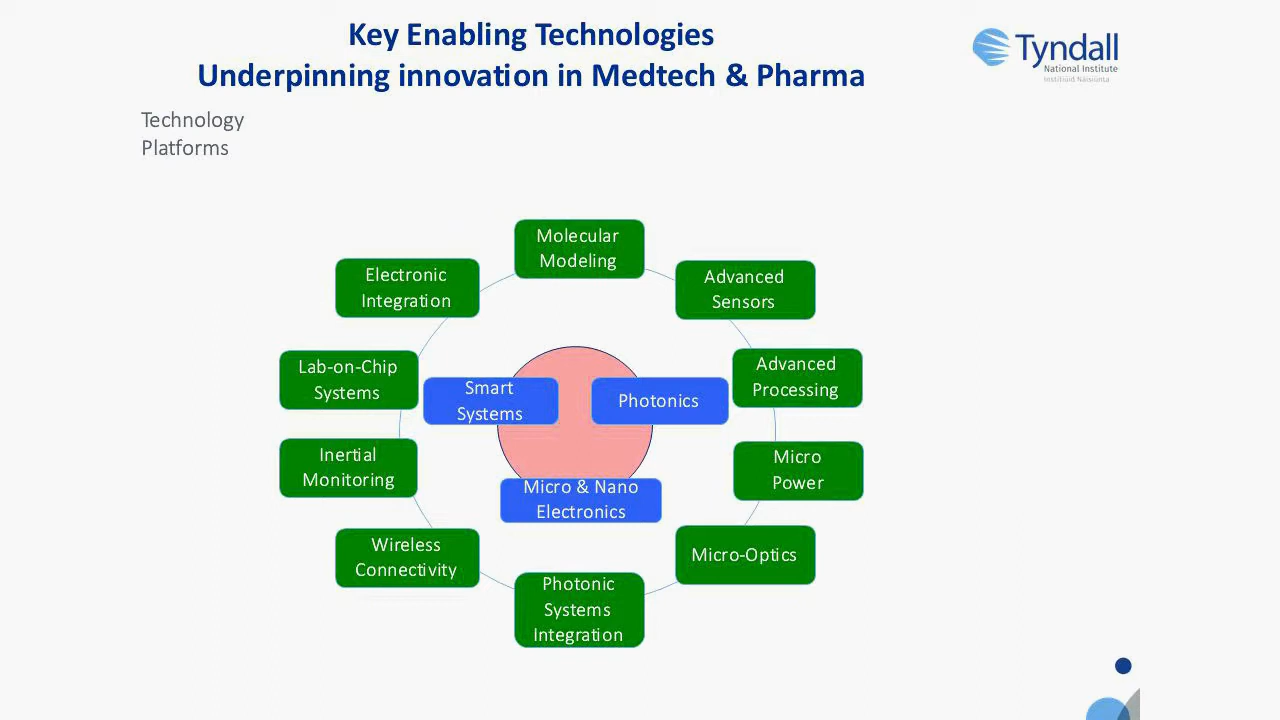 Key Enabling Technologies
Underpinning innovation in Medtech & Pharma
Tyndall
National Institute
Institiúid Náisiúnta
Technology
Platforms
Molecular
Modeling
Electronic
Integration
Advanced
Sensors
Lab-on-Chip
Systems
Smart
Systems
Photonics
Advanced
Processing
Inertial
Monitoring
Micro
Power
Micro & Nano
Electronics
Wireless
Connectivity
Micro-Optics
Photonic
Systems
Integration